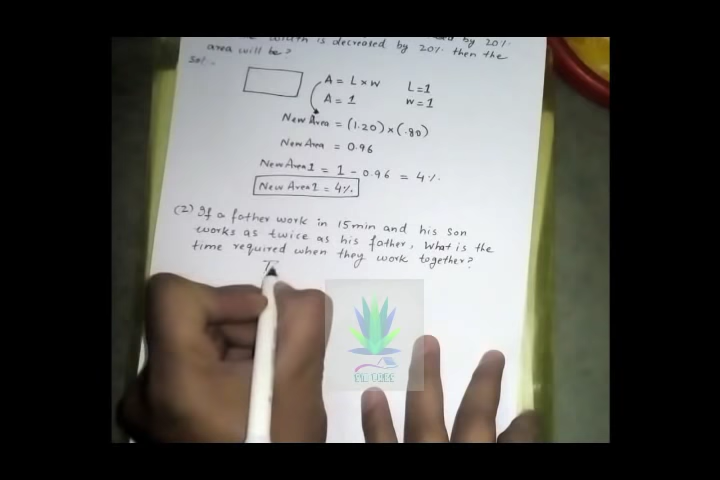 width is decreased by 20% then the
area will be?
Sol:-
A = L x W L=1
A = 1 W=1
New Area = (1.20) x (.80)
New Area = 0.96
New Area 1 = 1 - 0.96 = 4%
New Area 1 = 4%
(2) If a father work in 15min and his son
works as twice as his father, What is the
time required when they work together?
T